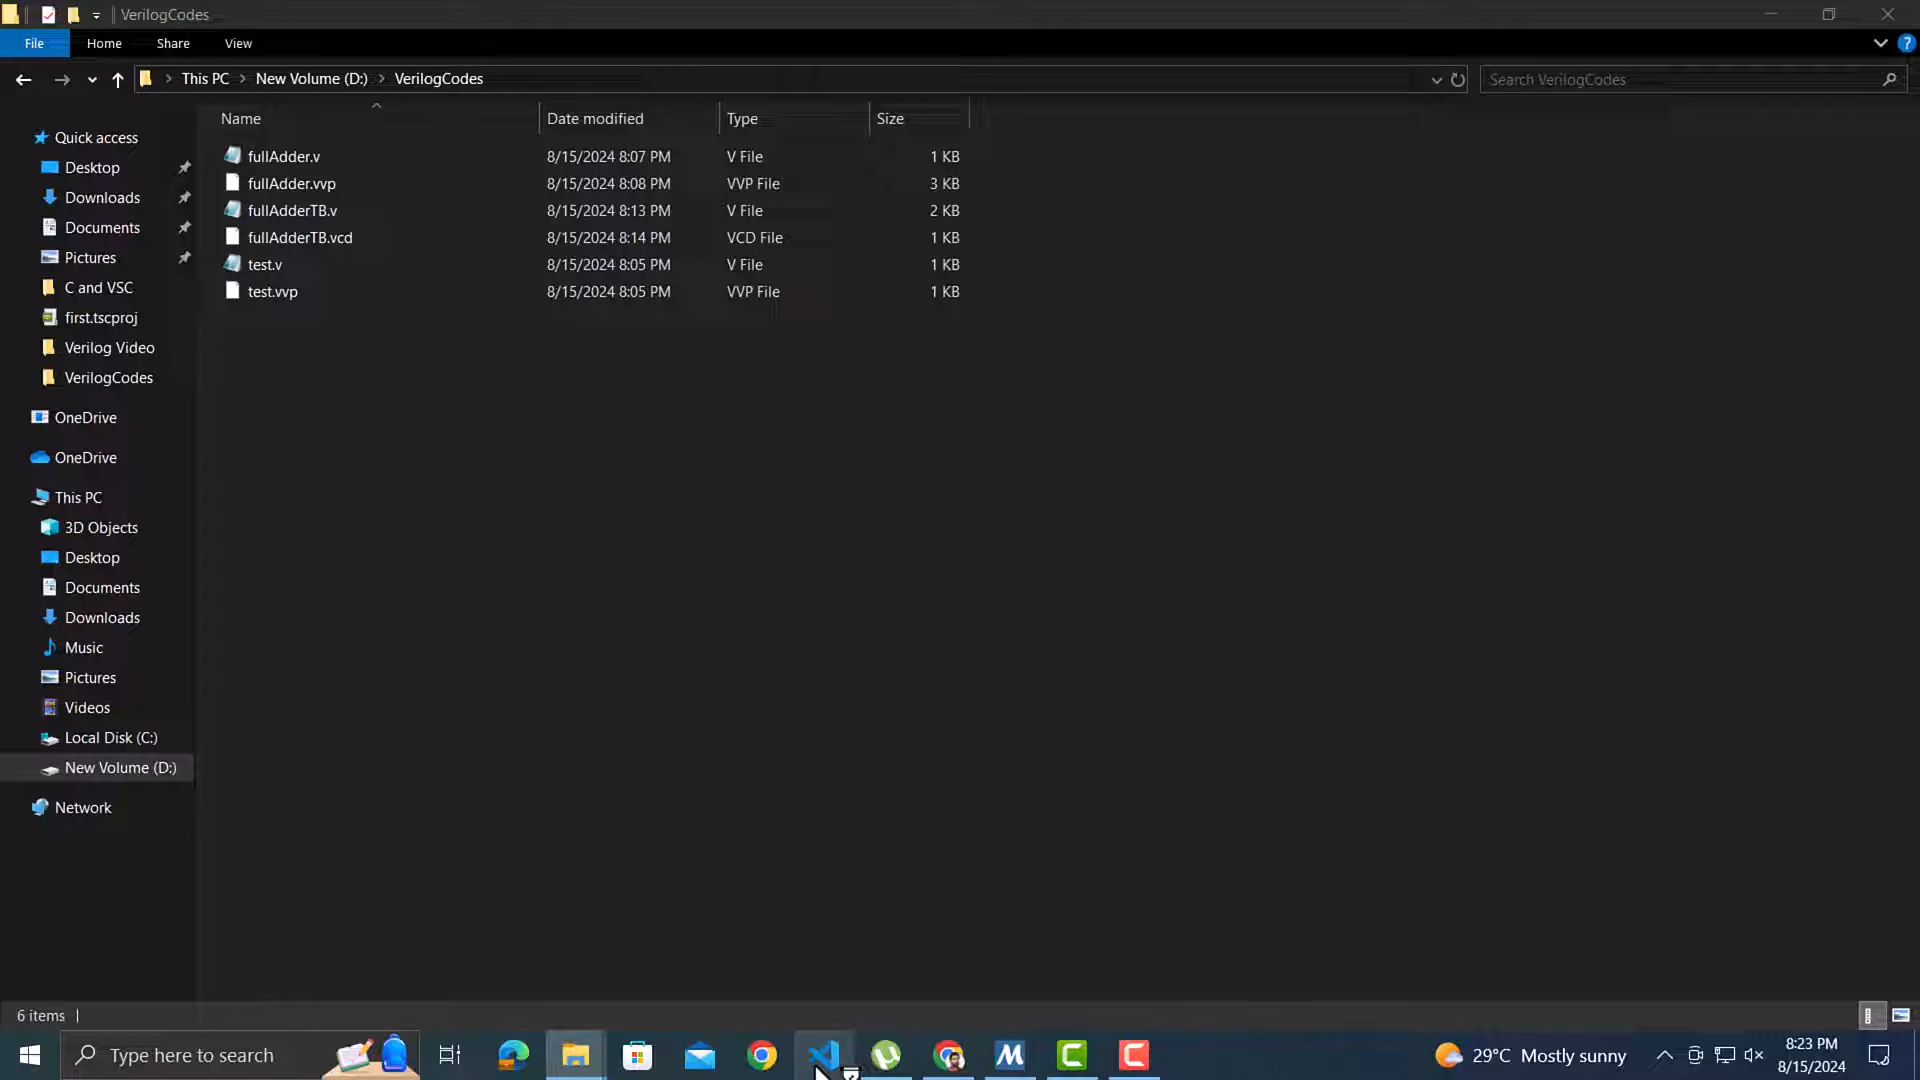 VerilogCodes
File Home Share View
This PC New Volume (D:) VerilogCodes
Search VerilogCodes
Name Date modified Type Size
fullAdder.v 8/15/2024 8:07 PM V File 1 KB
fullAdder.vvp 8/15/2024 8:08 PM VVP File 3 KB
fullAdderTB.v 8/15/2024 8:13 PM V File 2 KB
fullAdderTB.vcd 8/15/2024 8:14 PM VCD File 1 KB
test.v 8/15/2024 8:05 PM V File 1 KB
test.vvp 8/15/2024 8:05 PM VVP File 1 KB
Quick access
Desktop
Downloads
Documents
Pictures
C and VSC
first.tscproj
Verilog Video
VerilogCodes
OneDrive
OneDrive
This PC
3D Objects
Desktop
Documents
Downloads
Music
Pictures
Videos
Local Disk (C:)
New Volume (D:)
Network
6 items
Type here to search
29°C Mostly sunny
8:23 PM
8/15/2024